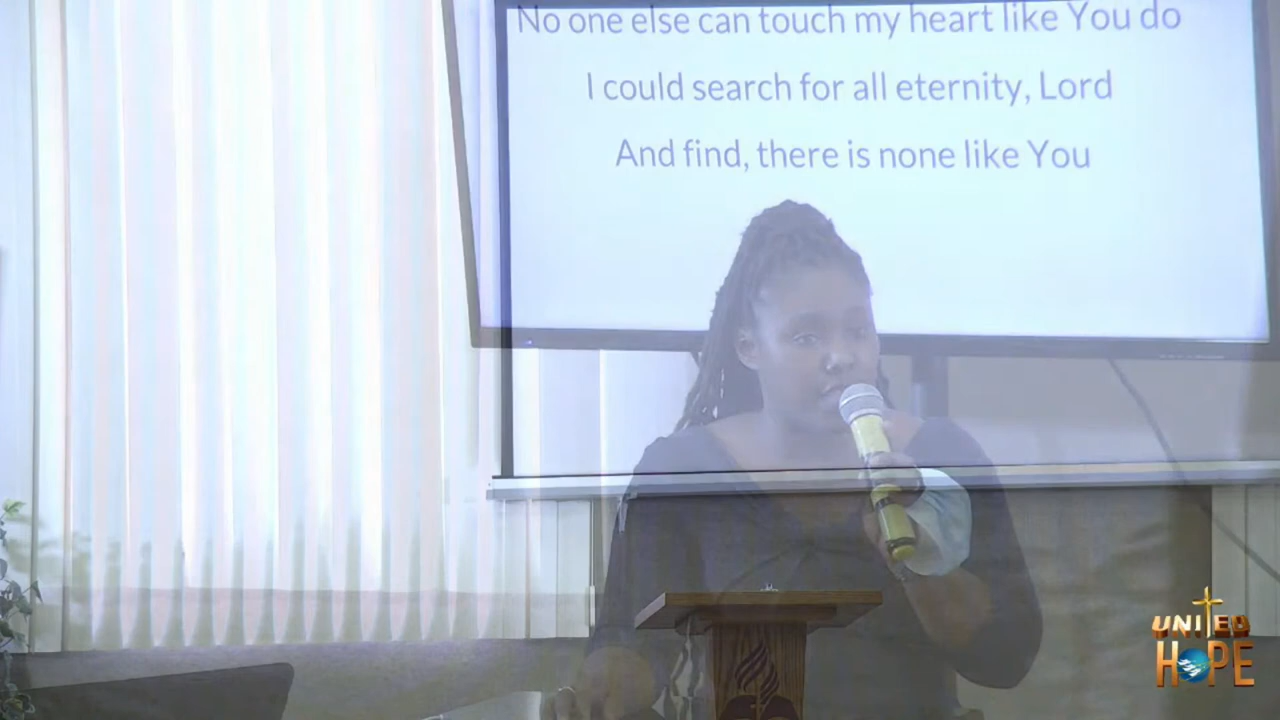 No one else can touch my heart like You do
I could search for all eternity, Lord
And find, there is none like You
UNITED
HOPE